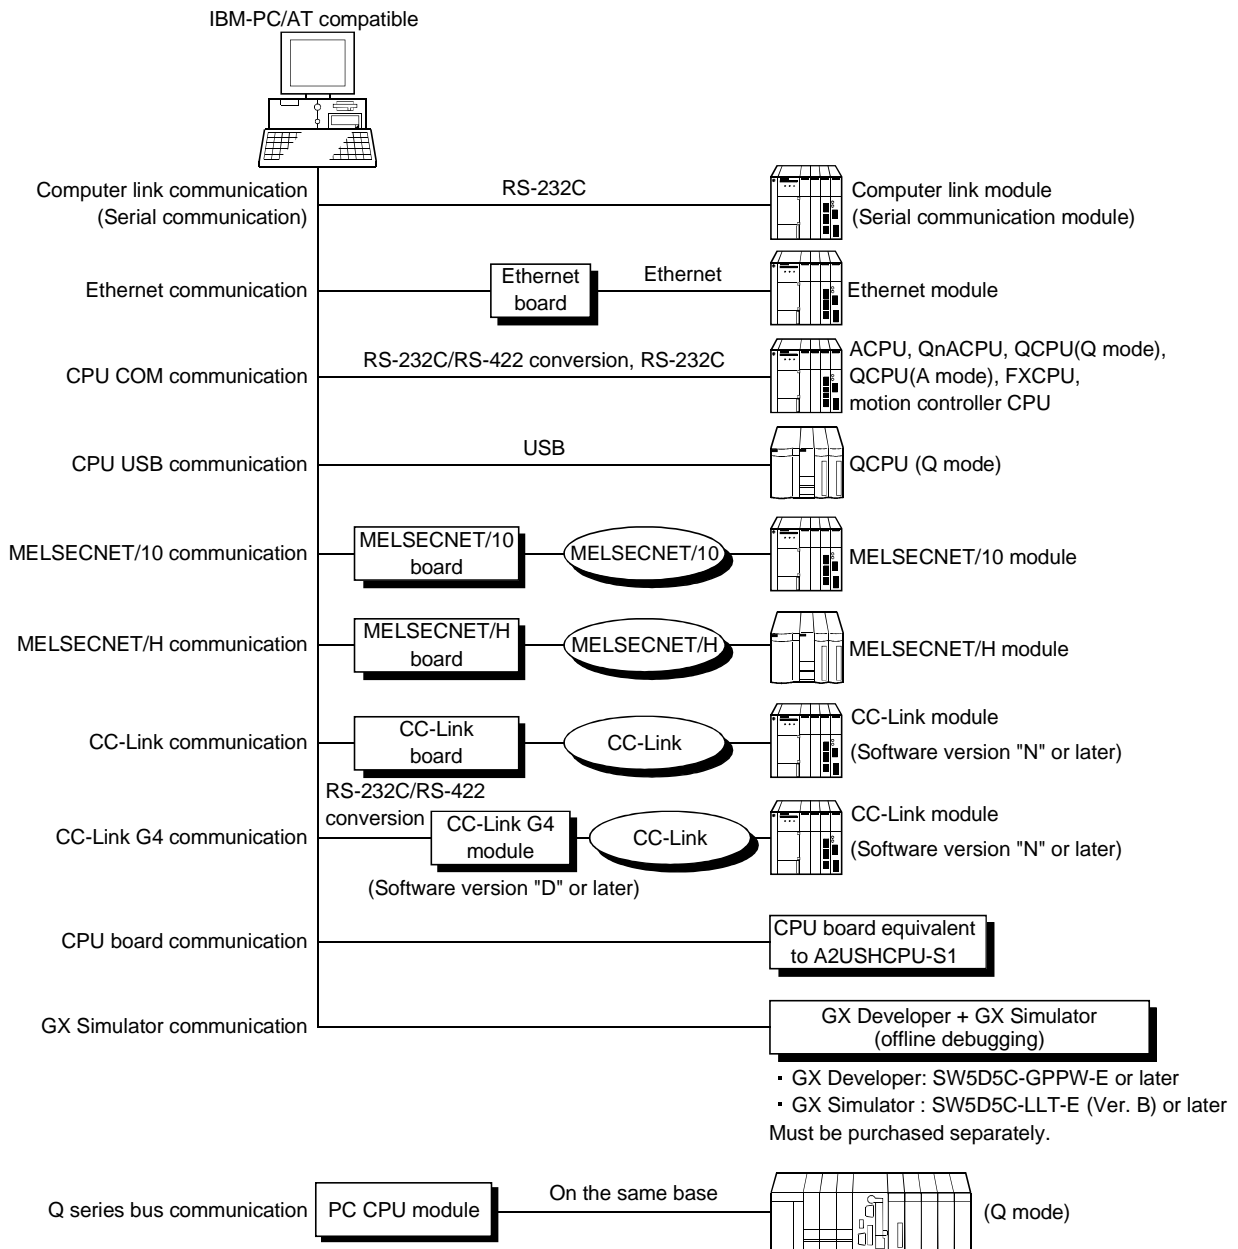 IBM-PC/AT compatible
Computer link communication
(Serial communication)
RS-232C
Computer link module
(Serial communication module)
Ethernet communication
Ethernet
board
Ethernet
Ethernet module
CPU COM communication
RS-232C/RS-422 conversion, RS-232C
ACPU, QnACPU, QCPU(Q mode),
QCPU(A mode), FXCPU,
motion controller CPU
CPU USB communication
USB
QCPU (Q mode)
MELSECNET/10 communication
MELSECNET/10
board
MELSECNET/10
MELSECNET/10 module
MELSECNET/H communication
MELSECNET/H
board
MELSECNET/H
MELSECNET/H module
CC-Link communication
CC-Link
board
CC-Link
CC-Link module
(Software version "N" or later)
CC-Link G4 communication
RS-232C/RS-422
conversion
CC-Link G4
module
(Software version "D" or later)
CC-Link
CC-Link module
(Software version "N" or later)
CPU board communication
CPU board equivalent
to A2USHCPU-S1
GX Simulator communication
GX Developer + GX Simulator
(offline debugging)
・GX Developer: SW5D5C-GPPW-E or later
・GX Simulator : SW5D5C-LLT-E (Ver. B) or later
Must be purchased separately.
Q series bus communication
PC CPU module
On the same base
(Q mode)